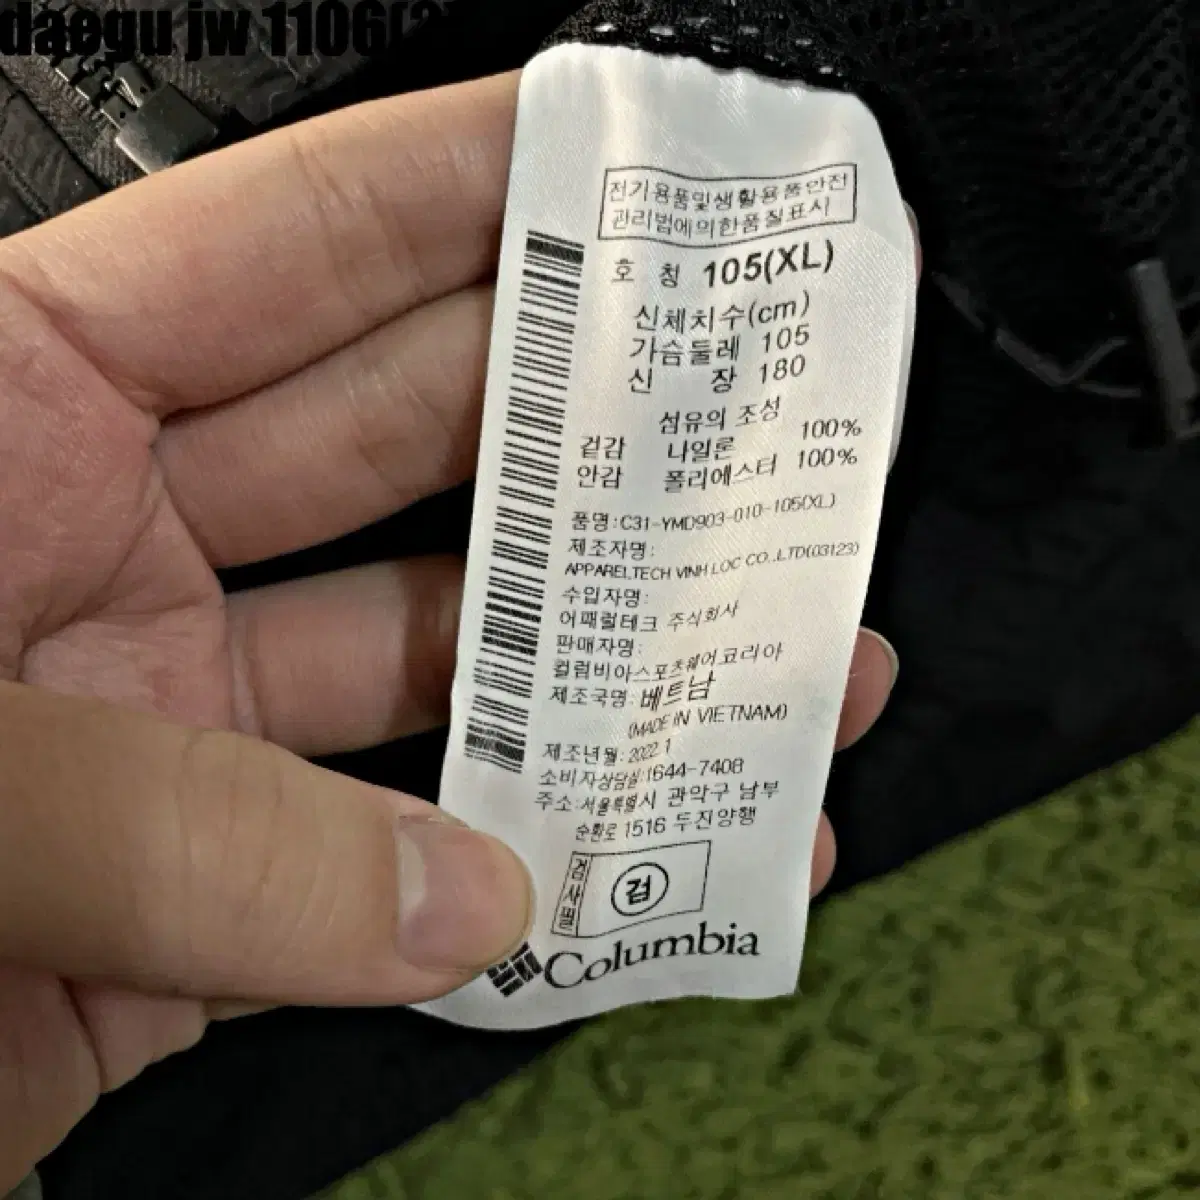 daegu jw 1106(2
전기용품및생활용품안전
관리법에의한품질표시
호 칭 105(XL)
신체치수(cm)
가슴둘레 105
신 장 180
섬유의 조성
겉감 나일론 100%
안감 폴리에스터 100%
품명:C31-YMD903-010-105(XL)
제조자명:
APPARELTECH VINH LOC CO.,LTD(03123)
수입자명:
어패럴테크 주식회사
판매자명:
컬럼비아스포츠웨어코리아
제조국명:베트남
(MADE IN VIETNAM)
제조년월:2022.1
소비자상담실:1644-7408
주소:서울특별시 관악구 남부
순환로 1516 두진양행
검사필
검
Columbia